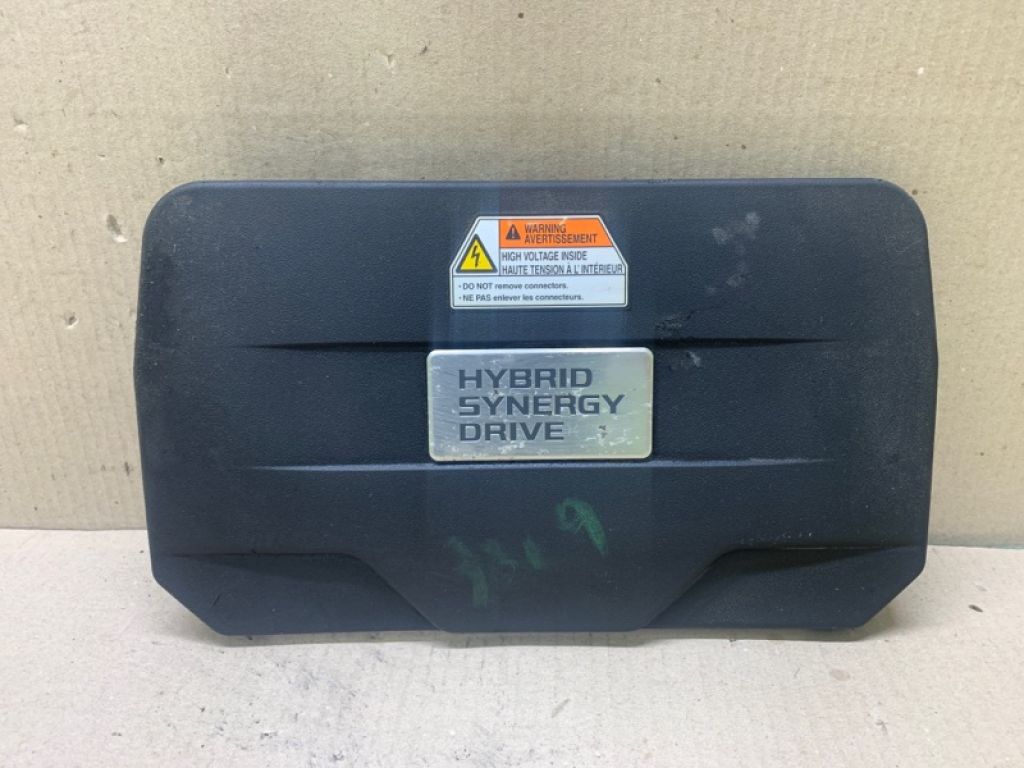 WARNING
AVERTISSEMENT
HIGH VOLTAGE INSIDE
HAUTE TENSION À L'INTÉRIEUR
• DO NOT remove connectors.
• NE PAS enlever les connecteurs.
HYBRID
SYNERGY
DRIVE